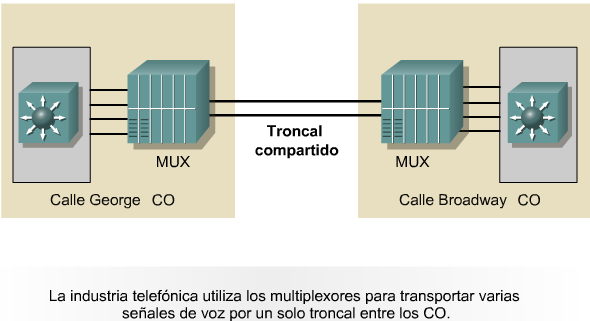 Troncal
compartido
MUX
MUX
Calle George CO
Calle Broadway CO
La industria telefónica utiliza los multiplexores para transportar varias
señales de voz por un solo troncal entre los CO.